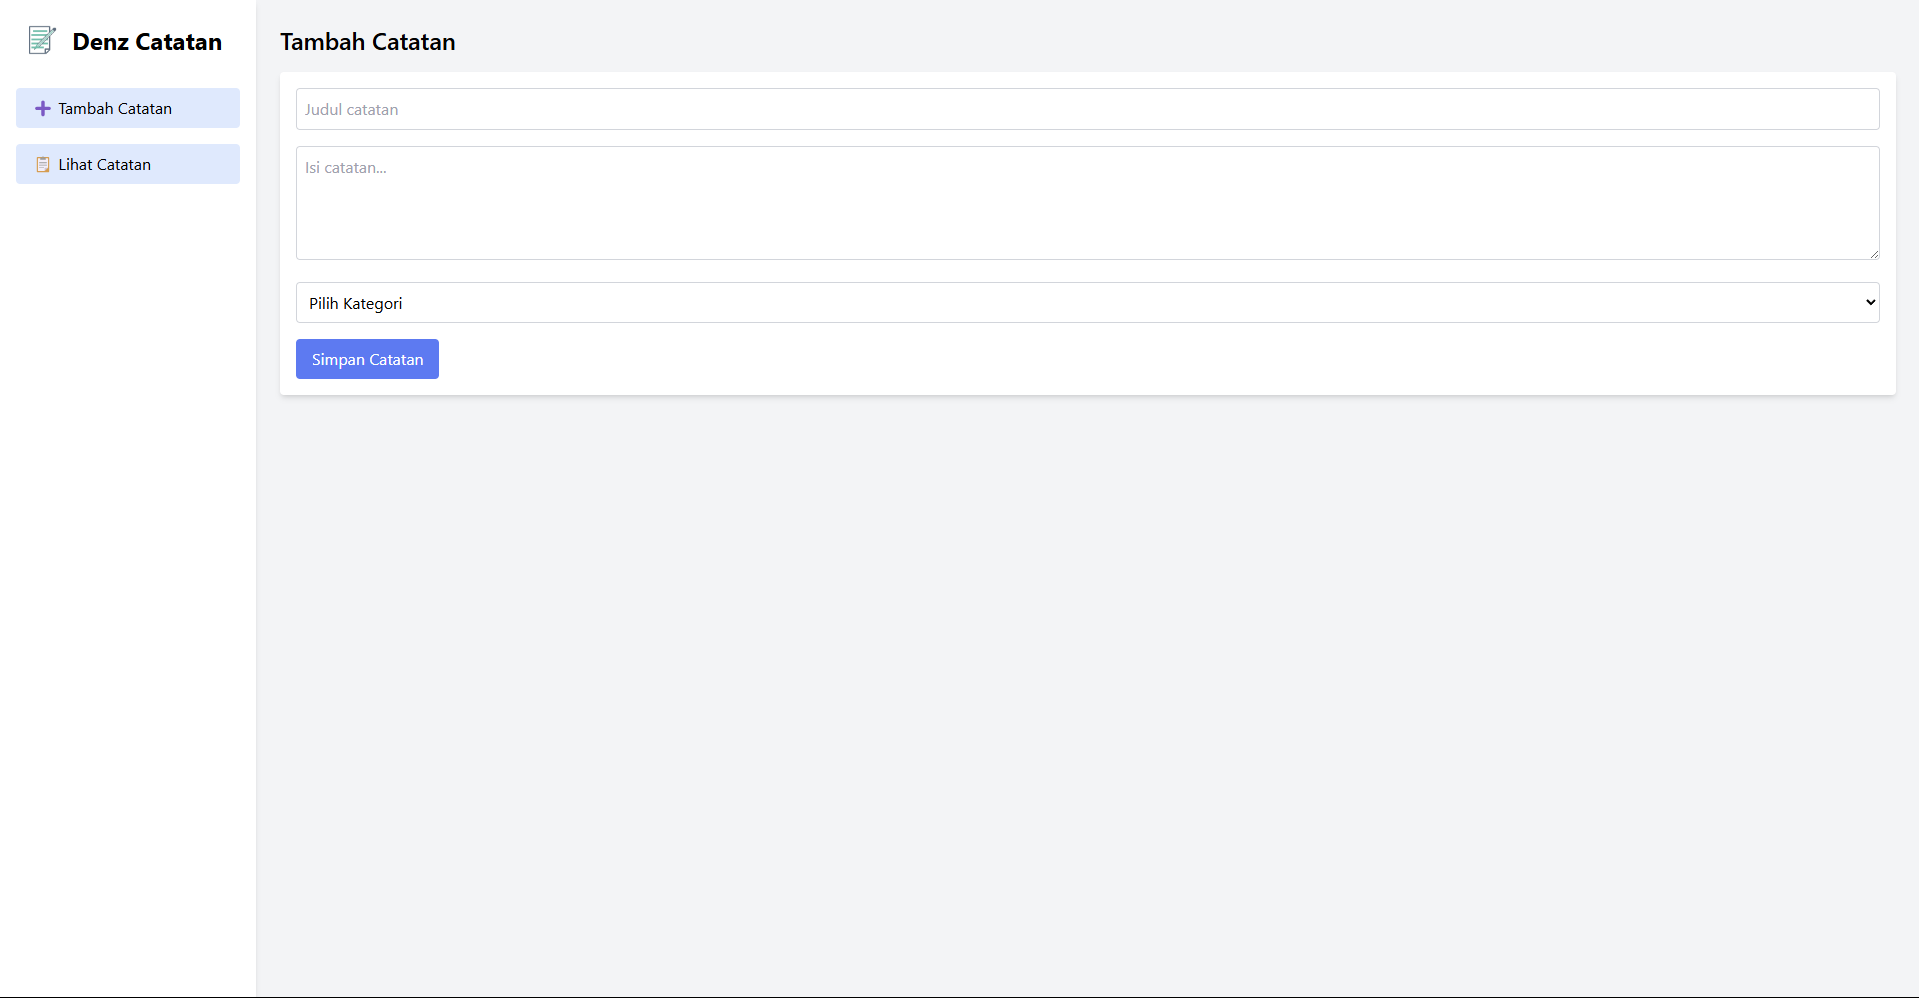 Denz Catatan
Tambah Catatan
Lihat Catatan
Tambah Catatan
Judul catatan
Isi catatan...
Pilih Kategori
Simpan Catatan